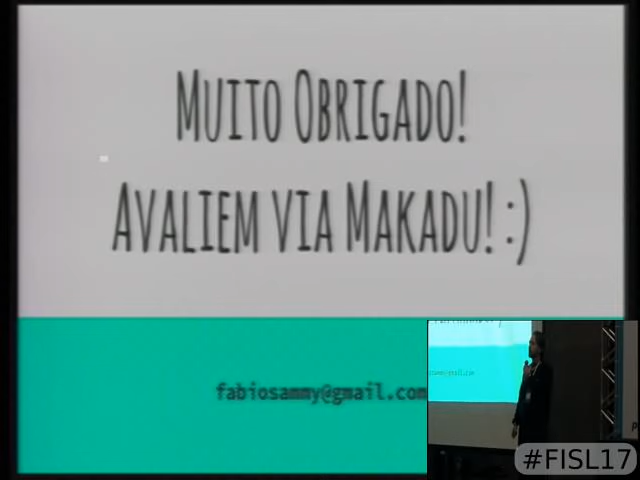 MUITO OBRIGADO!
AVALIEM VIA MAKADU! :)
fabiosammy@gmail.com
#FISL17